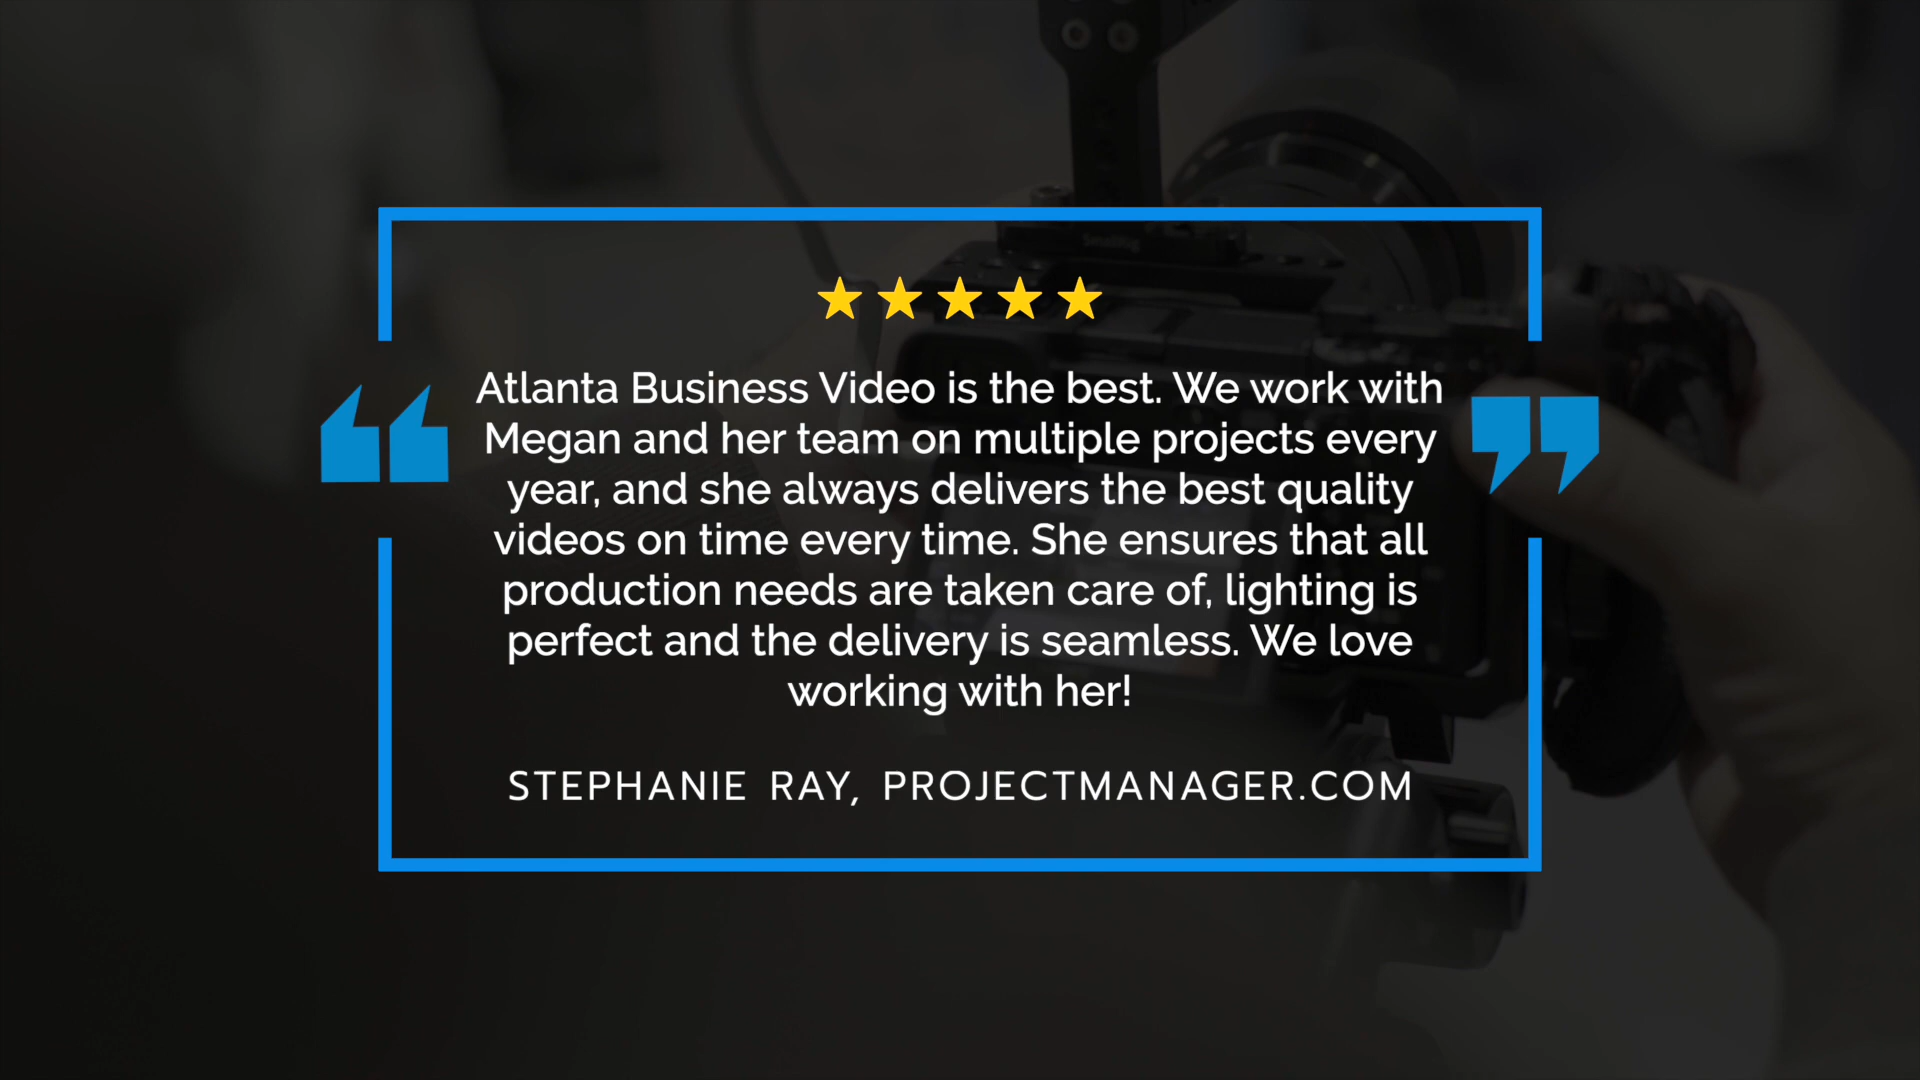 Atlanta Business Video is the best. We work with
Megan and her team on multiple projects every
year, and she always delivers the best quality
videos on time every time. She ensures that all
production needs are taken care of, lighting is
perfect and the delivery is seamless. We love
working with her!
STEPHANIE RAY, PROJECTMANAGER.COM